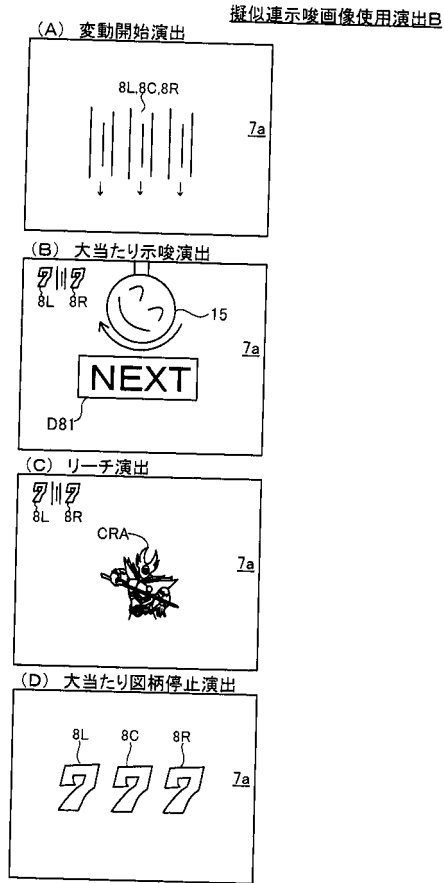 擬似連示唆画像使用演出B
(A) 変動開始演出
8L,8C,8R
7a
(B) 大当たり示唆演出
7 7
8L 8R
15
7a
NEXT
D81
(C) リーチ演出
7 7
8L 8R
CRA
7a
(D) 大当たり図柄停止演出
8L 8C 8R
7 7 7
7a